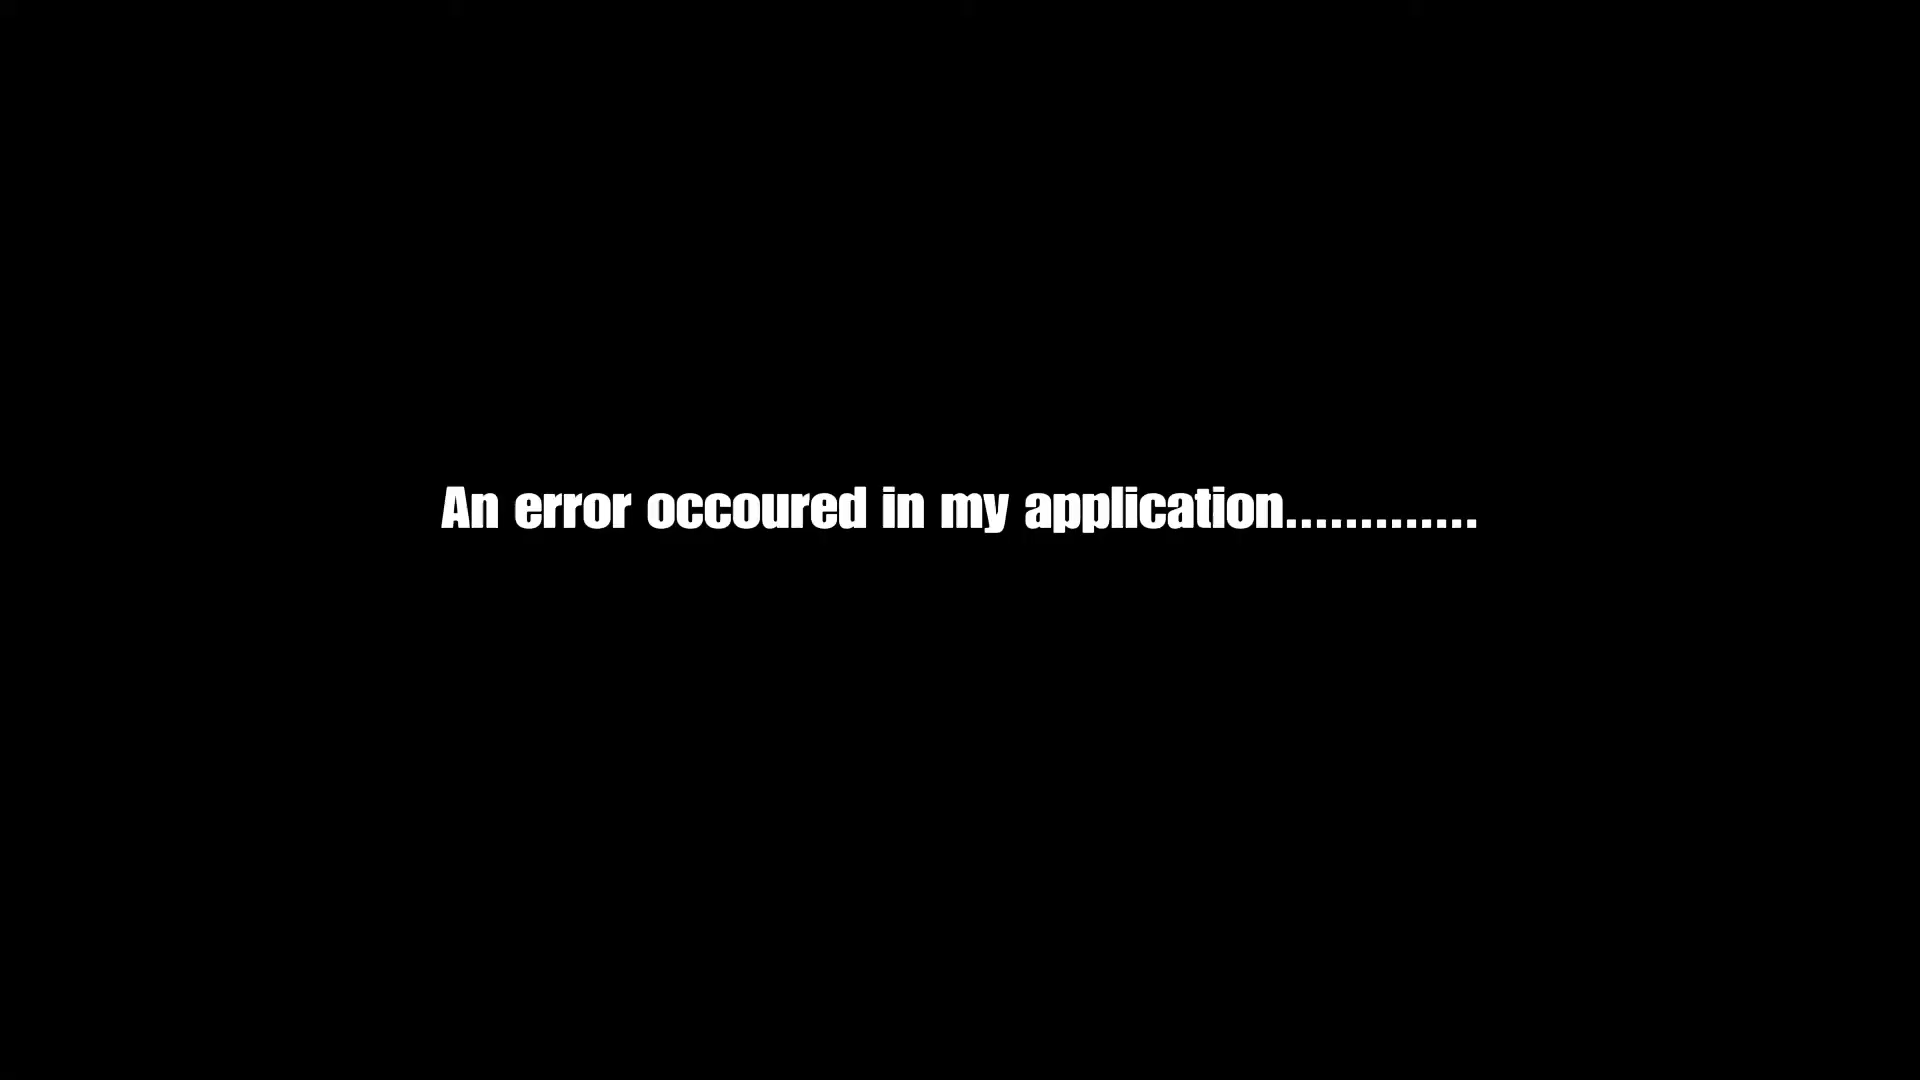 An error occoured in my application.............